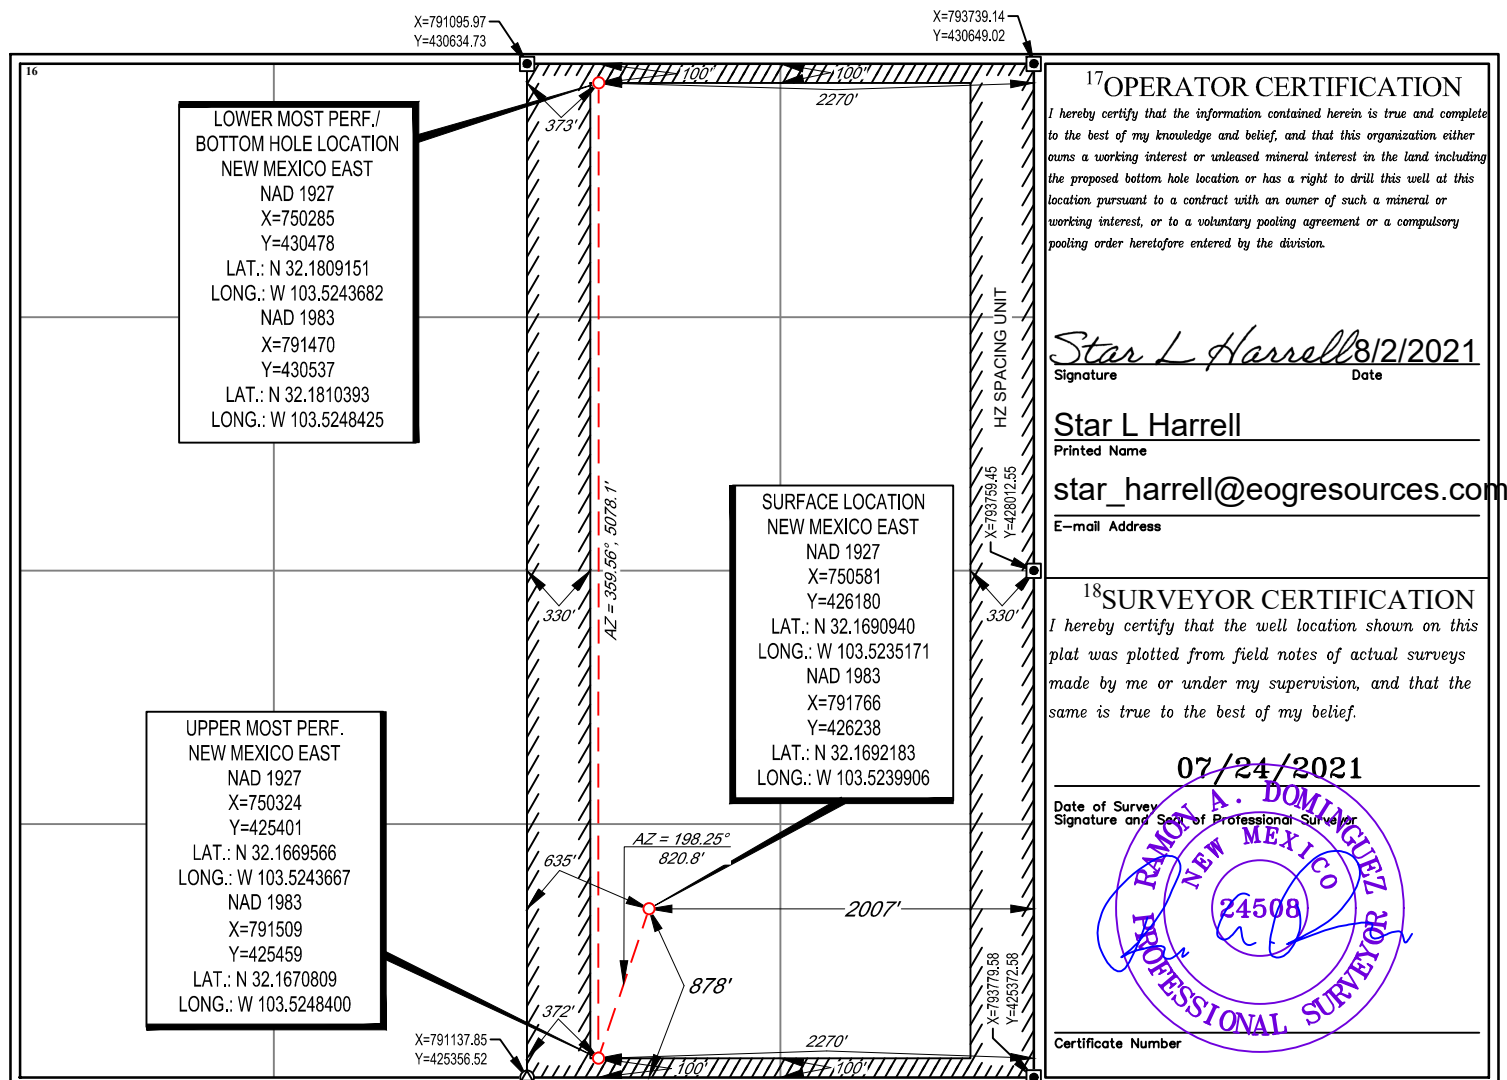 X=791095.97
Y=430634.73
X=793739.14
Y=430649.02
16
100'
100'
2270'
373'
LOWER MOST PERF./
BOTTOM HOLE LOCATION
NEW MEXICO EAST
NAD 1927
X=750285
Y=430478
LAT.: N 32.1809151
LONG.: W 103.5243682
NAD 1983
X=791470
Y=430537
LAT.: N 32.1810393
LONG.: W 103.5248425
HZ SPACING UNIT
AZ = 359.56°, 5078.1'
X=793759.45
Y=428012.55
330'
330'
SURFACE LOCATION
NEW MEXICO EAST
NAD 1927
X=750581
Y=426180
LAT.: N 32.1690940
LONG.: W 103.5235171
NAD 1983
X=791766
Y=426238
LAT.: N 32.1692183
LONG.: W 103.5239906
UPPER MOST PERF.
NEW MEXICO EAST
NAD 1927
X=750324
Y=425401
LAT.: N 32.1669566
LONG.: W 103.5243667
NAD 1983
X=791509
Y=425459
LAT.: N 32.1670809
LONG.: W 103.5248400
AZ = 198.25°
820.8'
635'
2007'
878'
X=793779.58
Y=425372.58
372'
2270'
X=791137.85
Y=425356.52
100'
100'
17 OPERATOR CERTIFICATION
I hereby certify that the information contained herein is true and complete
to the best of my knowledge and belief, and that this organization either
owns a working interest or unleased mineral interest in the land including
the proposed bottom hole location or has a right to drill this well at this
location pursuant to a contract with an owner of such a mineral or
working interest, or to a voluntary pooling agreement or a compulsory
pooling order heretofore entered by the division.
Star L Harrell 8/2/2021
Signature Date
Star L Harrell
Printed Name
star_harrell@eogresources.com
E-mail Address
18 SURVEYOR CERTIFICATION
I hereby certify that the well location shown on this
plat was plotted from field notes of actual surveys
made by me or under my supervision, and that the
same is true to the best of my belief.
07/24/2021
Date of Survey
Signature and Seal of Professional Surveyor
RAMON A. DOMINGUEZ
NEW MEXICO
24508
PROFESSIONAL SURVEYOR
Certificate Number